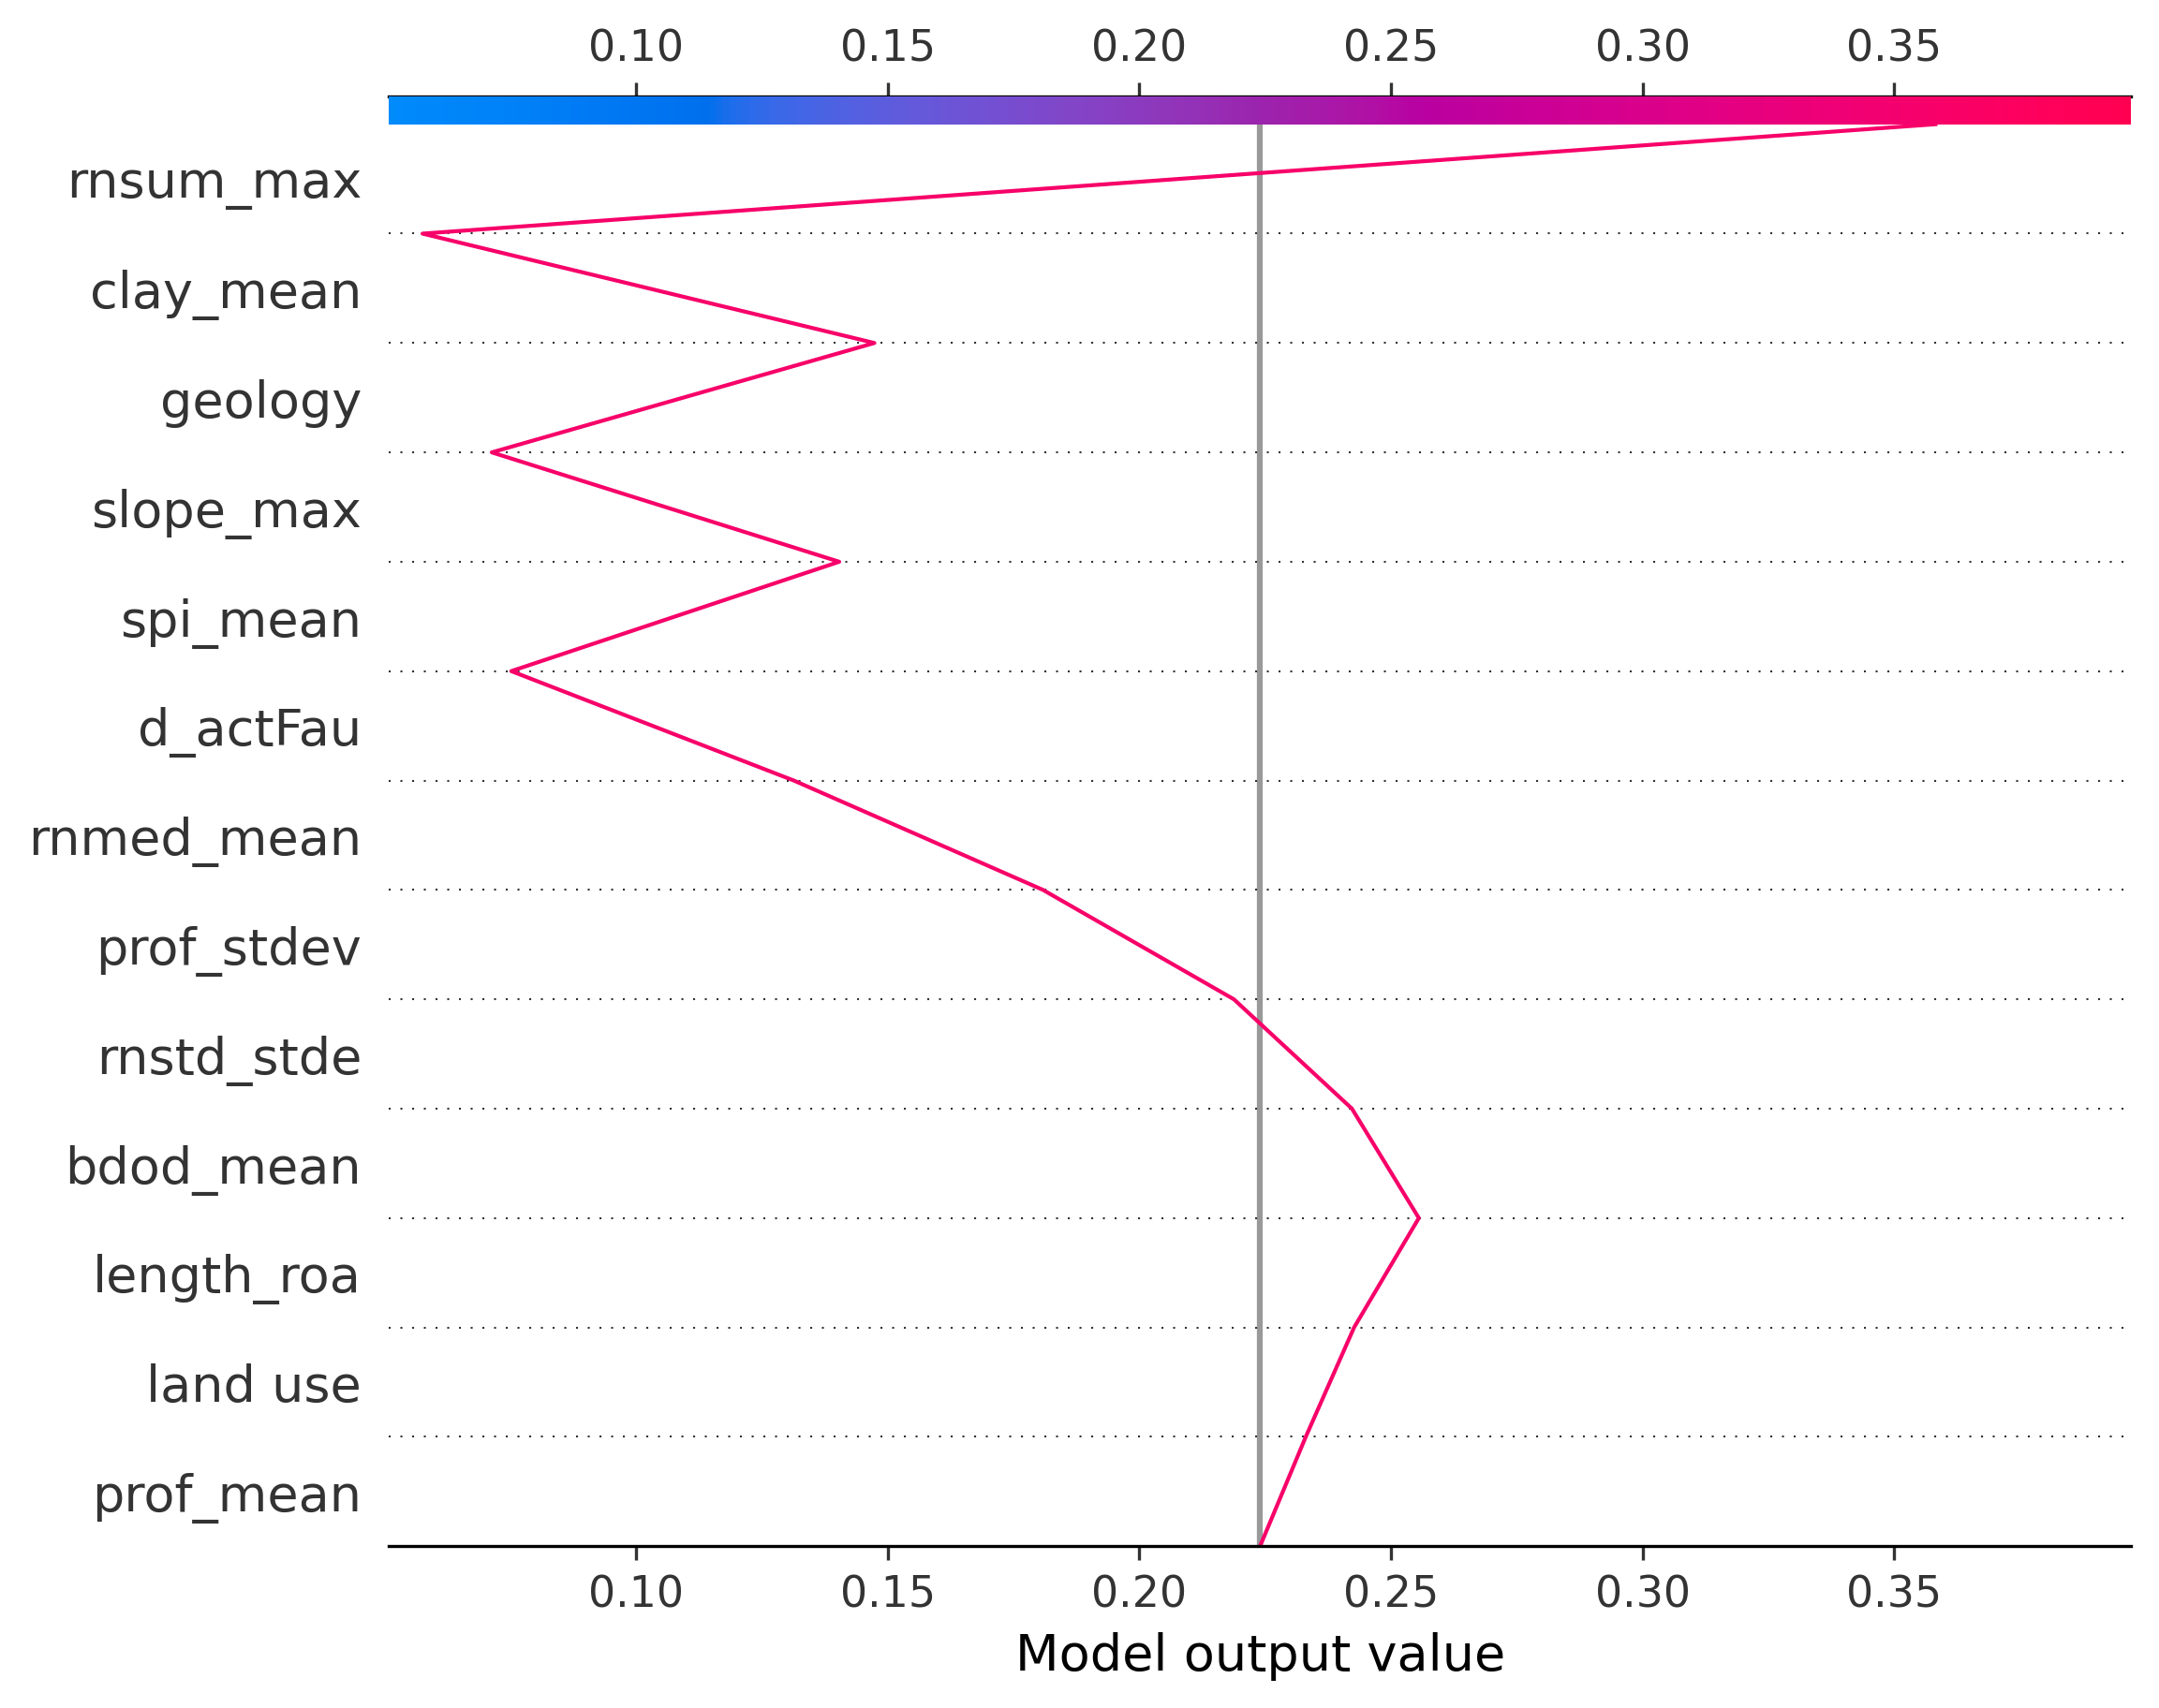 0.10 0.15 0.20 0.25 0.30 0.35
rnsum_max
clay_mean
geology
slope_max
spi_mean
d_actFau
rnmed_mean
prof_stdev
rnstd_stde
bdod_mean
length_roa
land use
prof_mean
0.10 0.15 0.20 0.25 0.30 0.35
Model output value